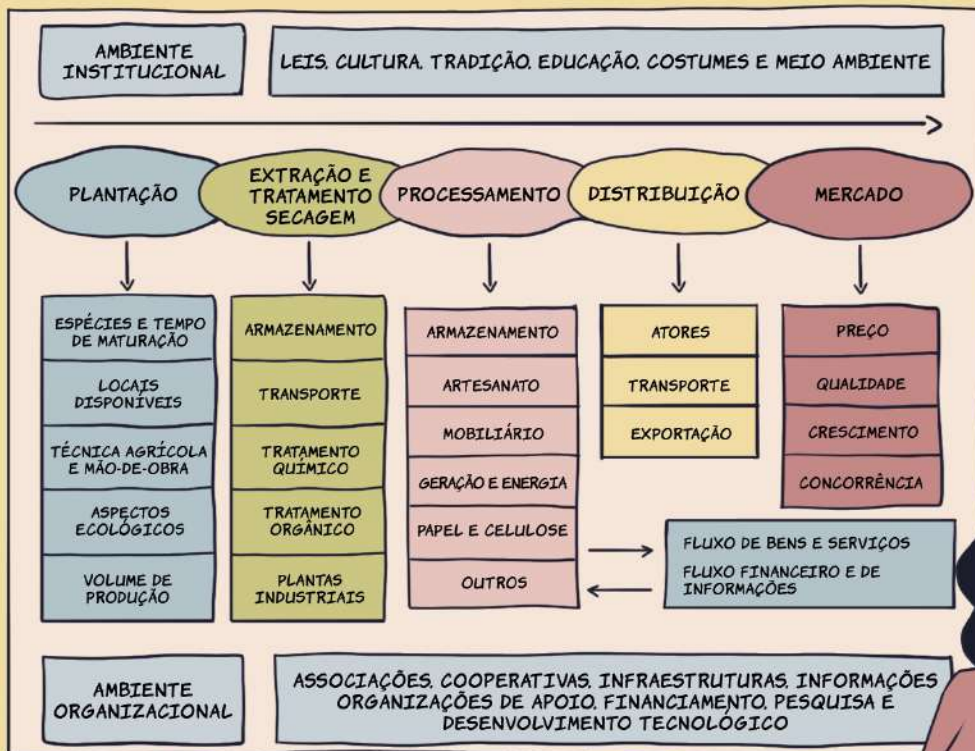 AMBIENTE
INSTITUCIONAL
LEIS, CULTURA, TRADIÇÃO, EDUCAÇÃO, COSTUMES E MEIO AMBIENTE
PLANTAÇÃO
EXTRAÇÃO E
TRATAMENTO
SECAGEM
PROCESSAMENTO
DISTRIBUIÇÃO
MERCADO
ESPÉCIES E TEMPO
DE MATURAÇÃO
LOCAIS
DISPONÍVEIS
TÉCNICA AGRÍCOLA
E MÃO-DE-OBRA
ASPECTOS
ECOLÓGICOS
VOLUME DE
PRODUÇÃO
ARMAZENAMENTO
TRANSPORTE
TRATAMENTO
QUÍMICO
TRATAMENTO
ORGÂNICO
PLANTAS
INDUSTRIAIS
ARMAZENAMENTO
ARTESANATO
MOBILIÁRIO
GERAÇÃO E ENERGIA
PAPEL E CELULOSE
OUTROS
ATORES
TRANSPORTE
EXPORTAÇÃO
PREÇO
QUALIDADE
CRESCIMENTO
CONCORRÊNCIA
FLUXO DE BENS E SERVIÇOS
FLUXO FINANCEIRO E DE
INFORMAÇÕES
AMBIENTE
ORGANIZACIONAL
ASSOCIAÇÕES, COOPERATIVAS, INFRAESTRUTURAS, INFORMAÇÕES
ORGANIZAÇÕES DE APOIO, FINANCIAMENTO, PESQUISA E
DESENVOLVIMENTO TECNOLÓGICO